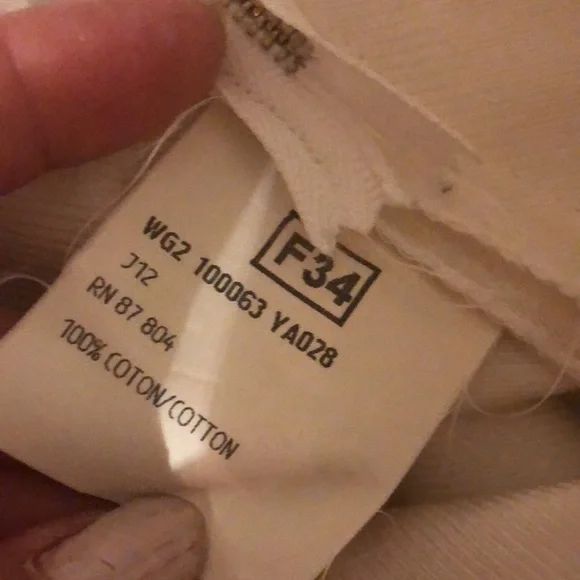 F34
WG2 100063 YA028
J12
RN 87 804
100% COTON/COTTON